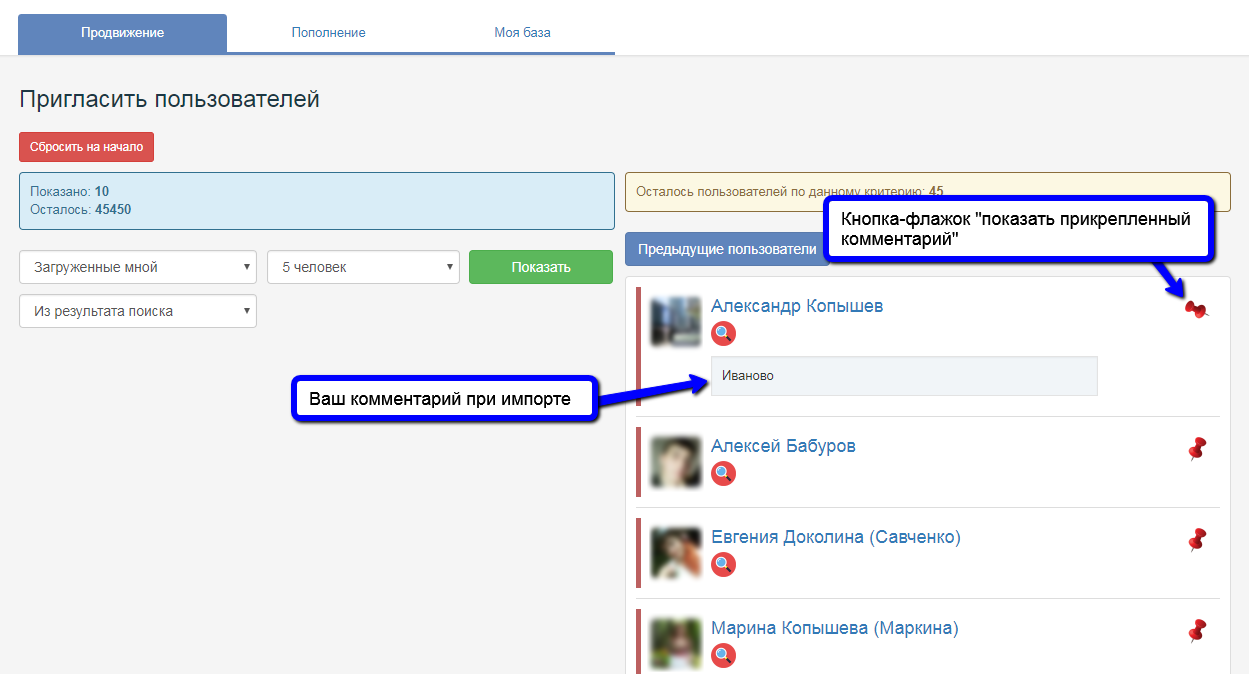 Продвижение
Пополнение
Моя база
Пригласить пользователей
Сбросить на начало
Показано: 10
Осталось: 45450
Осталось пользователей по данному критерию: 45
Кнопка-флажок "показать прикрепленный
комментарий"
Загруженные мной
5 человек
Показать
Предыдущие пользователи
Из результата поиска
Александр Копышев
Иваново
Ваш комментарий при импорте
Алексей Бабуров
Евгения Доколина (Савченко)
Марина Копышева (Маркина)